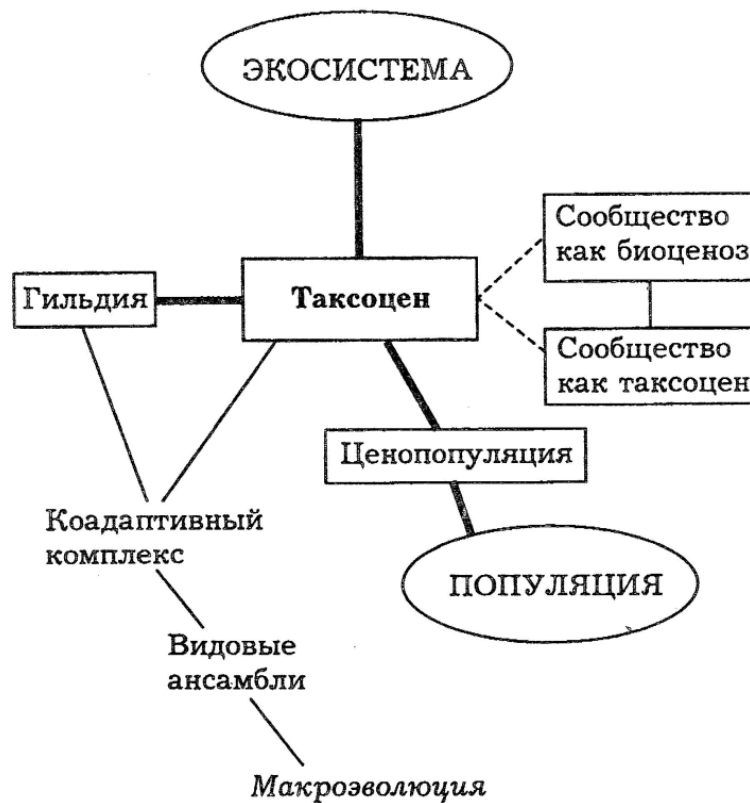 ЭКОСИСТЕМА
Сообщество
как биоценоз
Гильдия
Таксоцен
Сообщество
как таксоцен
Ценопопуляция
Коадаптивный
комплекс
ПОПУЛЯЦИЯ
Видовые
ансамбли
Макроэволюция